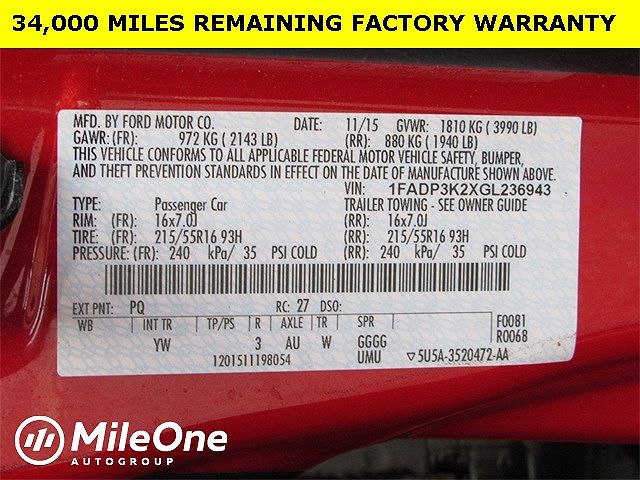 34,000 MILES REMAINING FACTORY WARRANTY
MFD. BY FORD MOTOR CO. DATE: 11/15 GVWR: 1810 KG ( 3990 LB)
GAWR: (FR): 972 KG ( 2143 LB) (RR): 880 KG ( 1940 LB)
THIS VEHICLE CONFORMS TO ALL APPLICABLE FEDERAL MOTOR VEHICLE SAFETY, BUMPER,
AND THEFT PREVENTION STANDARDS IN EFFECT ON THE DATE OF MANUFACTURE SHOWN ABOVE.
VIN: 1FADP3K2XGL236943
TYPE: Passenger Car TRAILER TOWING - SEE OWNER GUIDE
RIM: (FR) 16x7.0J (RR): 16x7.0J
TIRE: (FR): 215/55R16 93H (RR): 215/55R16 93H
PRESSURE: (FR) 240 kPa/ 35 PSI COLD (RR): 240 kPa/ 35 PSI COLD
EXT PNT: PQ RC: 27 DSO:
WB INT TR TP/PS R AXLE TR SPR F0081
YW 3 AU W GGGG R0068
1201511198054 UMU ▽5U5A-3520472-AA
MileOne
AUTOGROUP